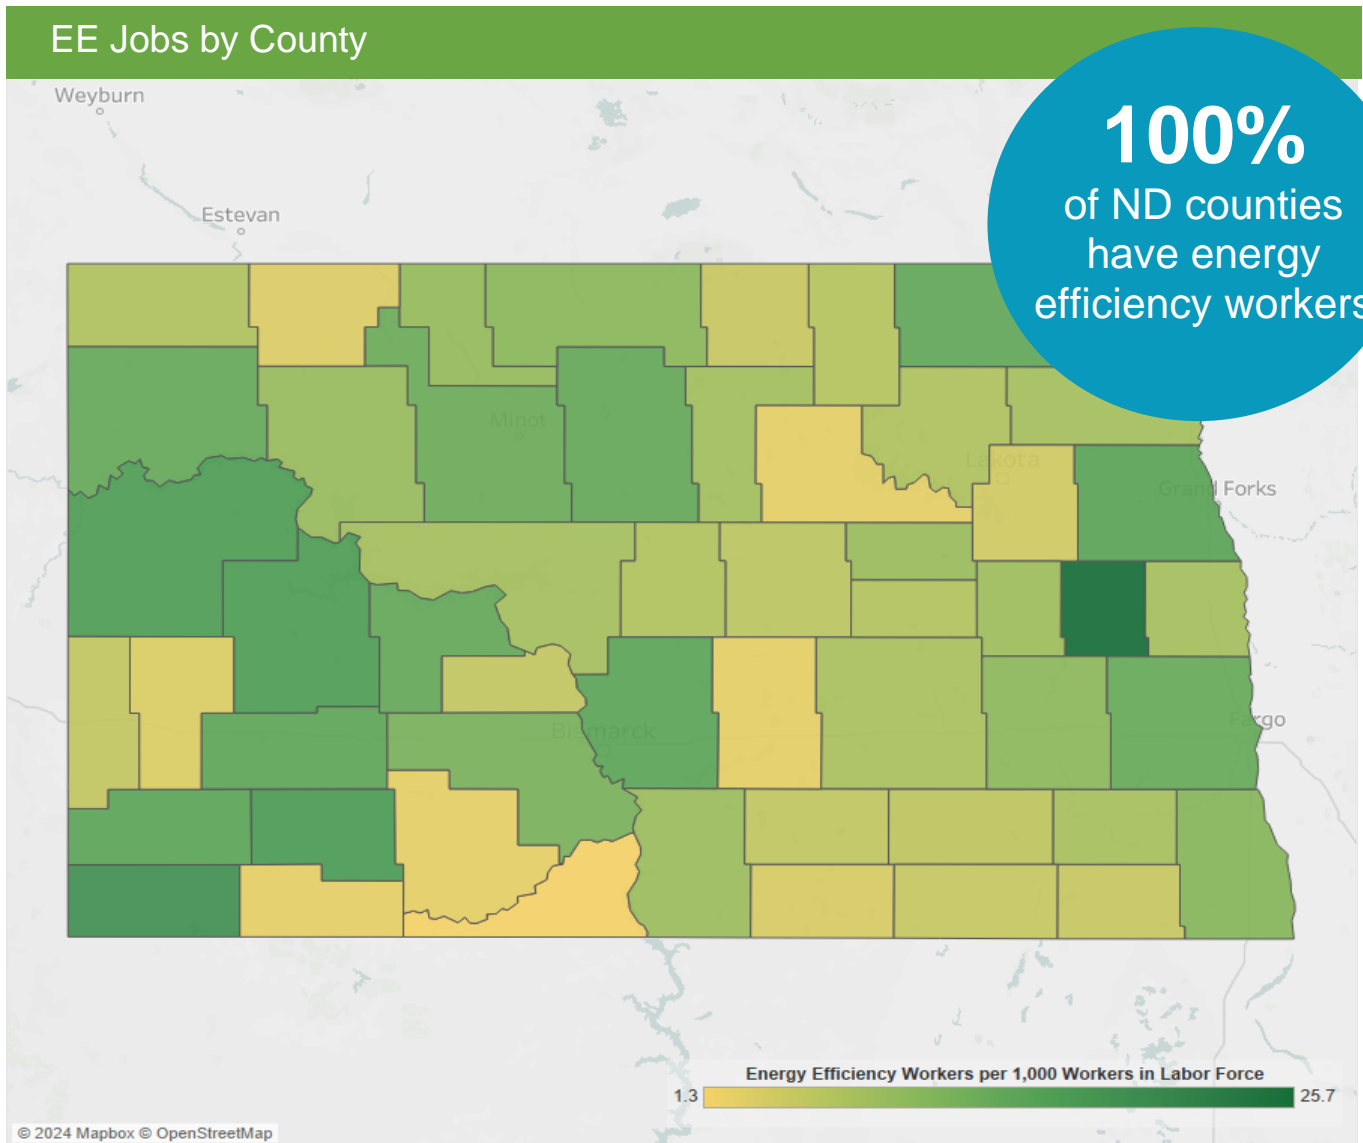 EE Jobs by County
100%
of ND counties
have energy
efficiency workers
Weyburn
Estevan
Minot
Lakota
Grand Forks
Bismarck
Fargo
Energy Efficiency Workers per 1,000 Workers in Labor Force
1.3
25.7
© 2024 Mapbox © OpenStreetMap